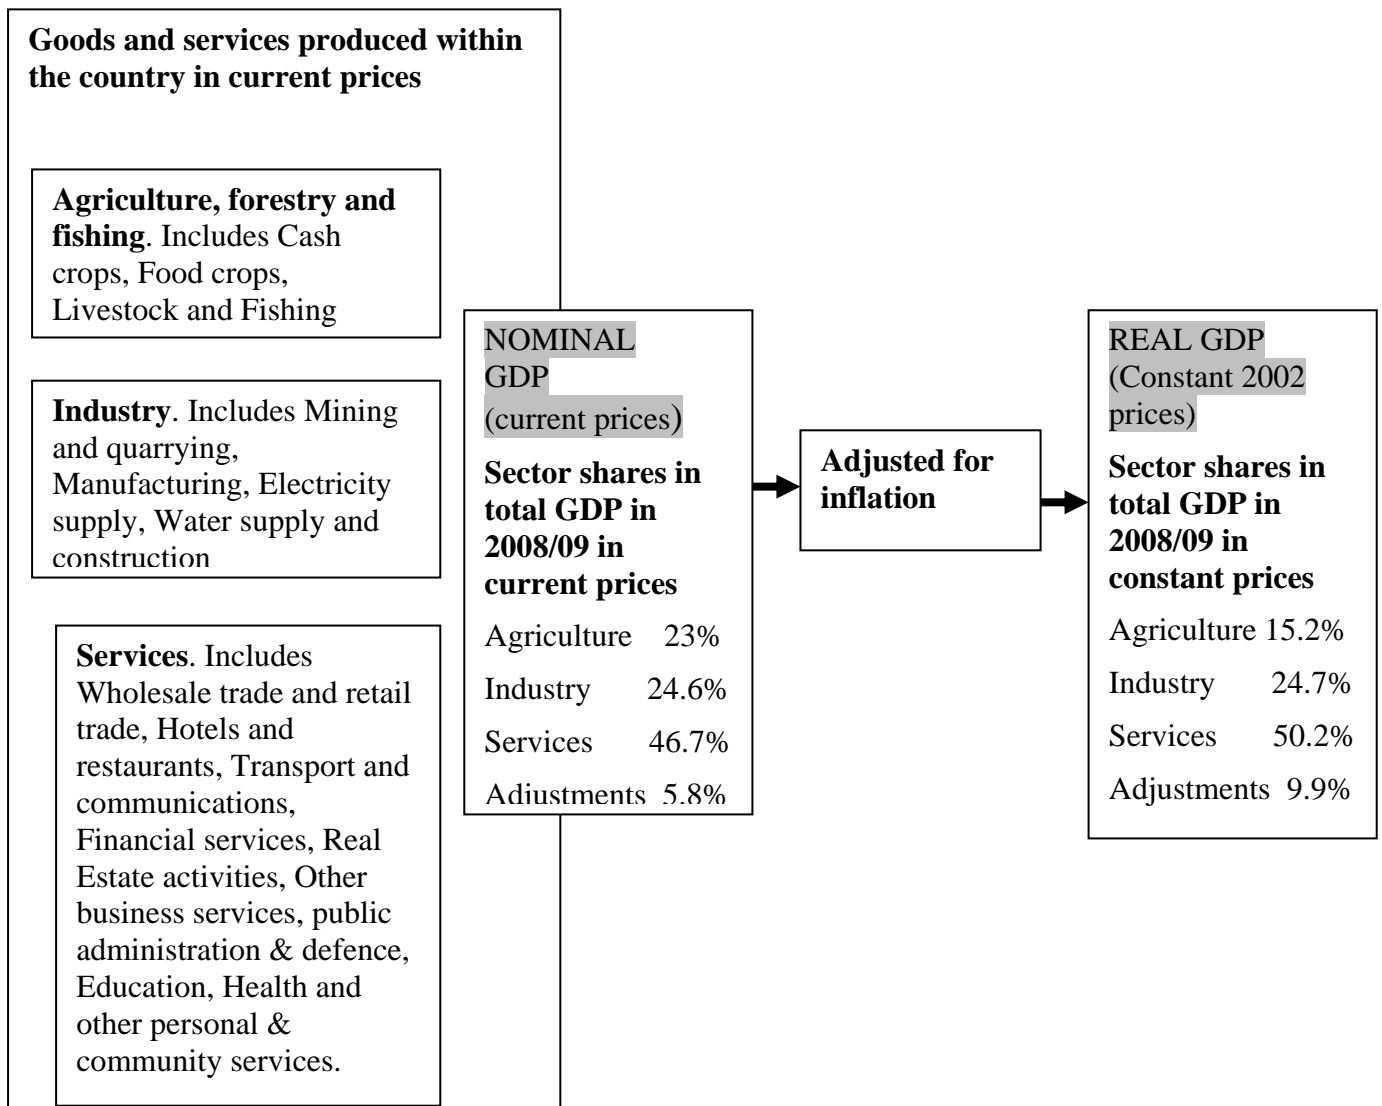 Goods and services produced within
the country in current prices
Agriculture, forestry and
fishing. Includes Cash
crops, Food crops,
Livestock and Fishing
Industry. Includes Mining
and quarrying,
Manufacturing, Electricity
supply, Water supply and
construction
Services. Includes
Wholesale trade and retail
trade, Hotels and
restaurants, Transport and
communications,
Financial services, Real
Estate activities, Other
business services, public
administration & defence,
Education, Health and
other personal &
community services.
NOMINAL
GDP
(current prices)
Sector shares in
total GDP in
2008/09 in
current prices
Agriculture 23%
Industry 24.6%
Services 46.7%
Adjustments 5.8%
Adjusted for
inflation
REAL GDP
(Constant 2002
prices)
Sector shares in
total GDP in
2008/09 in
constant prices
Agriculture 15.2%
Industry 24.7%
Services 50.2%
Adjustments 9.9%